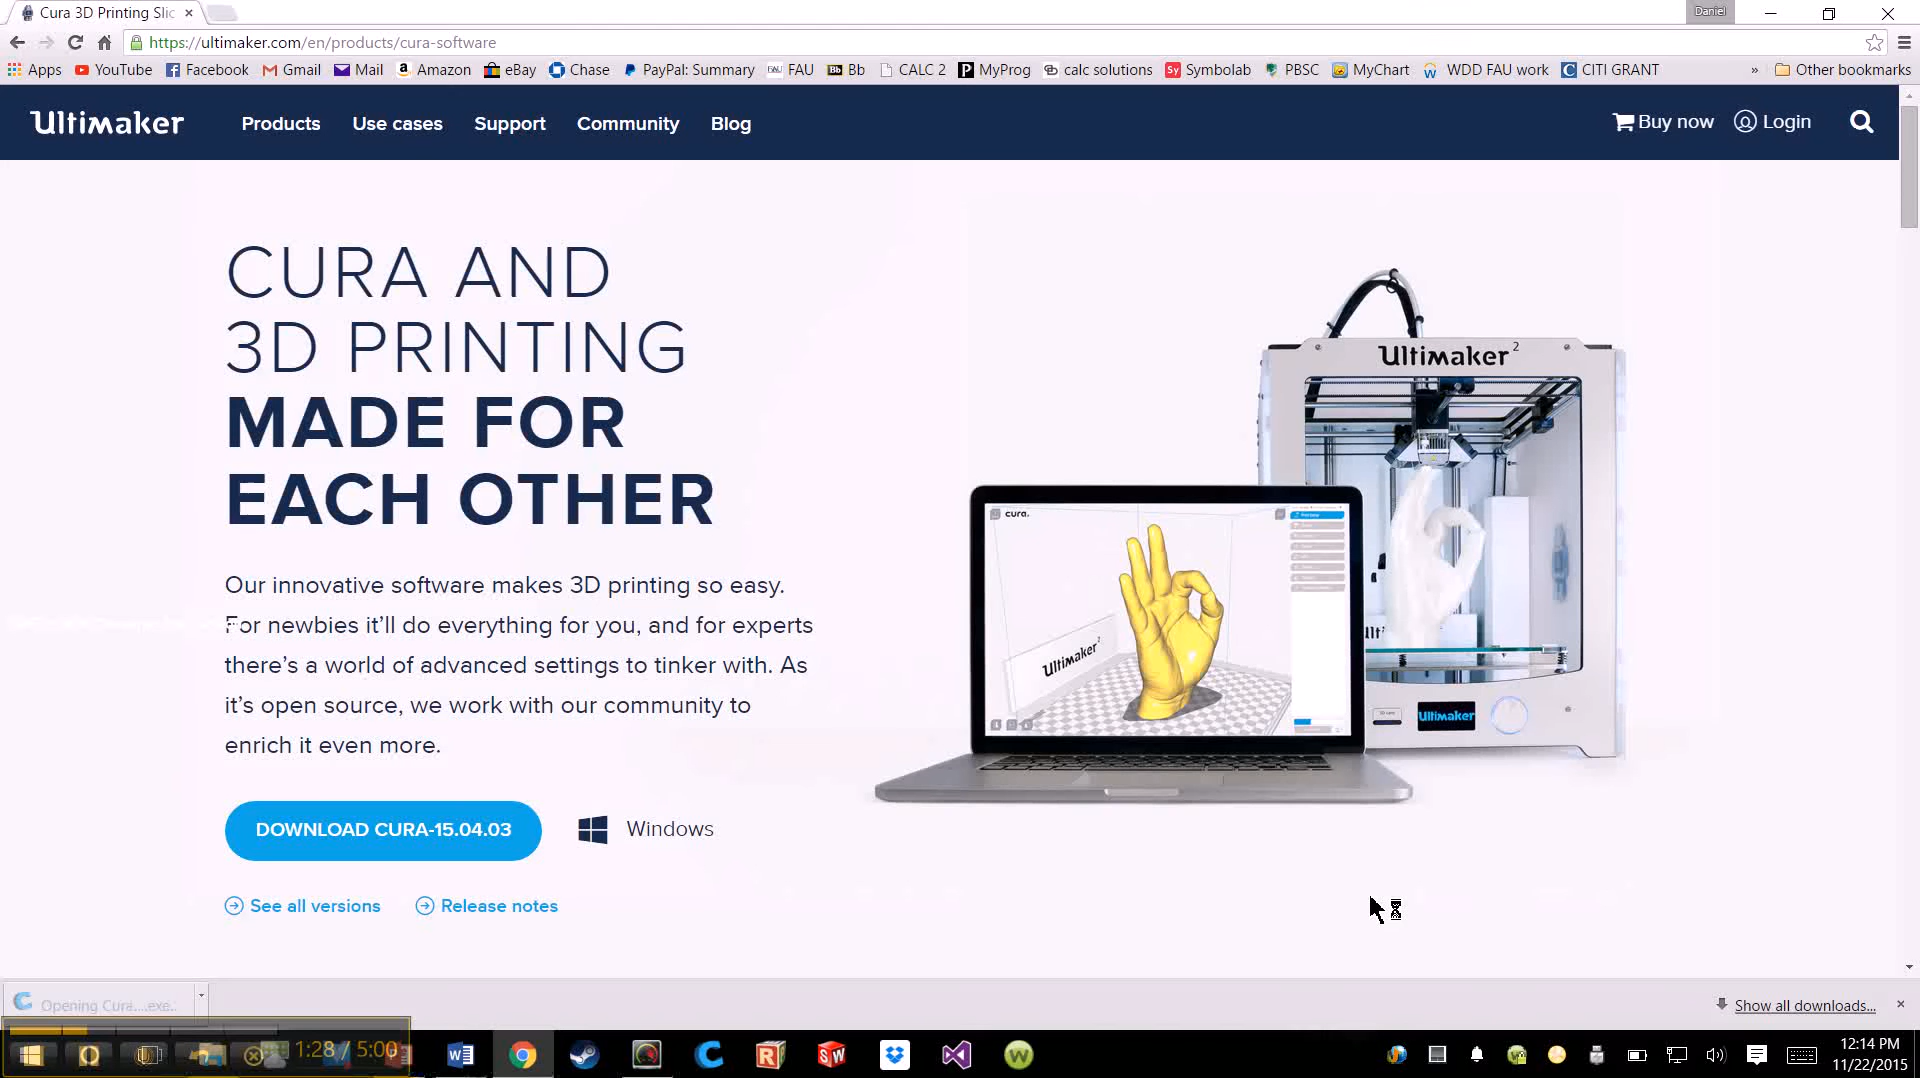 Cura 3D Printing Slic
Daniel
https://ultimaker.com/en/products/cura-software
Apps YouTube Facebook Gmail Mail Amazon eBay Chase PayPal: Summary FAU Bb CALC 2 MyProg calc solutions Symbolab PBSC MyChart WDD FAU work CITI GRANT » Other bookmarks
Ultimaker Products Use cases Support Community Blog Buy now Login
CURA AND
3D PRINTING
MADE FOR
EACH OTHER
Ultimaker 2
cura.
Ultimaker 2
Ultimaker
Our innovative software makes 3D printing so easy.
For newbies it’ll do everything for you, and for experts
there’s a world of advanced settings to tinker with. As
it’s open source, we work with our community to
enrich it even more.
DOWNLOAD CURA-15.04.03 Windows
See all versions Release notes
Opening Cura....exe..
Show all downloads...
1:28 / 5:00
12:14 PM
11/22/2015